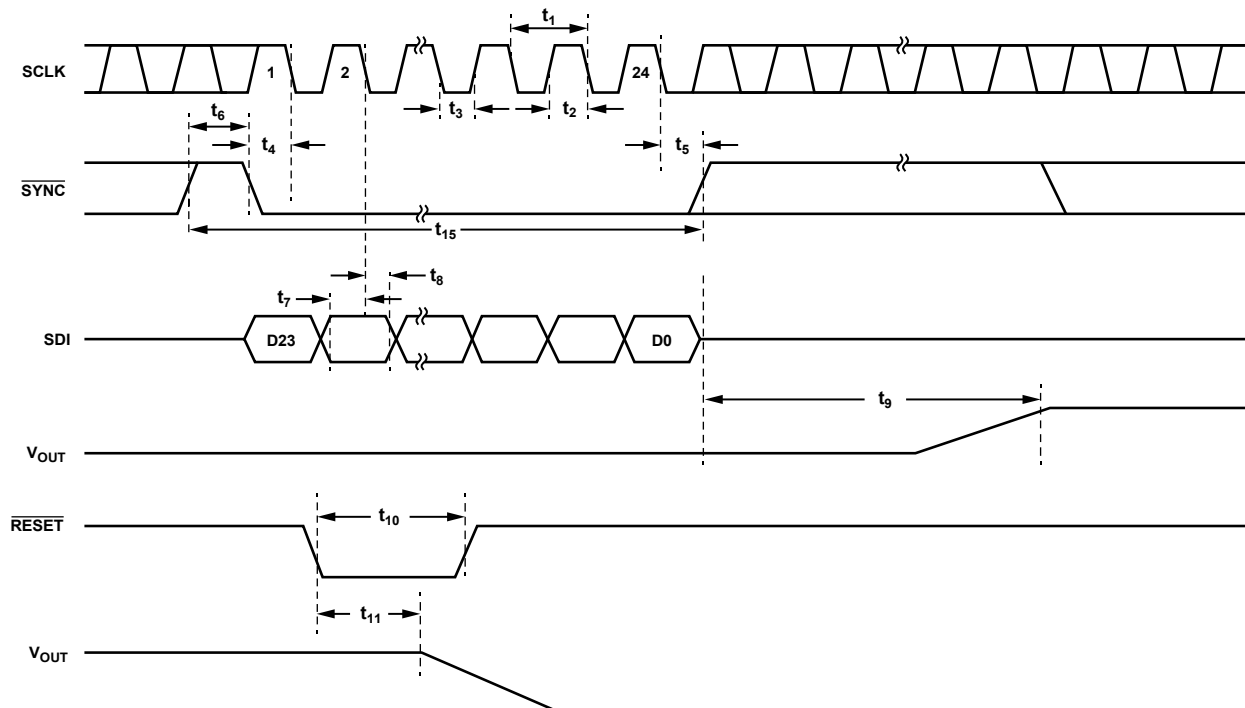 t1
SCLK
1
2
24
t3
t2
t6
t4
t5
SYNC
t15
t8
t7
SDI
D23
D0
t9
VOUT
RESET
t10
t11
VOUT